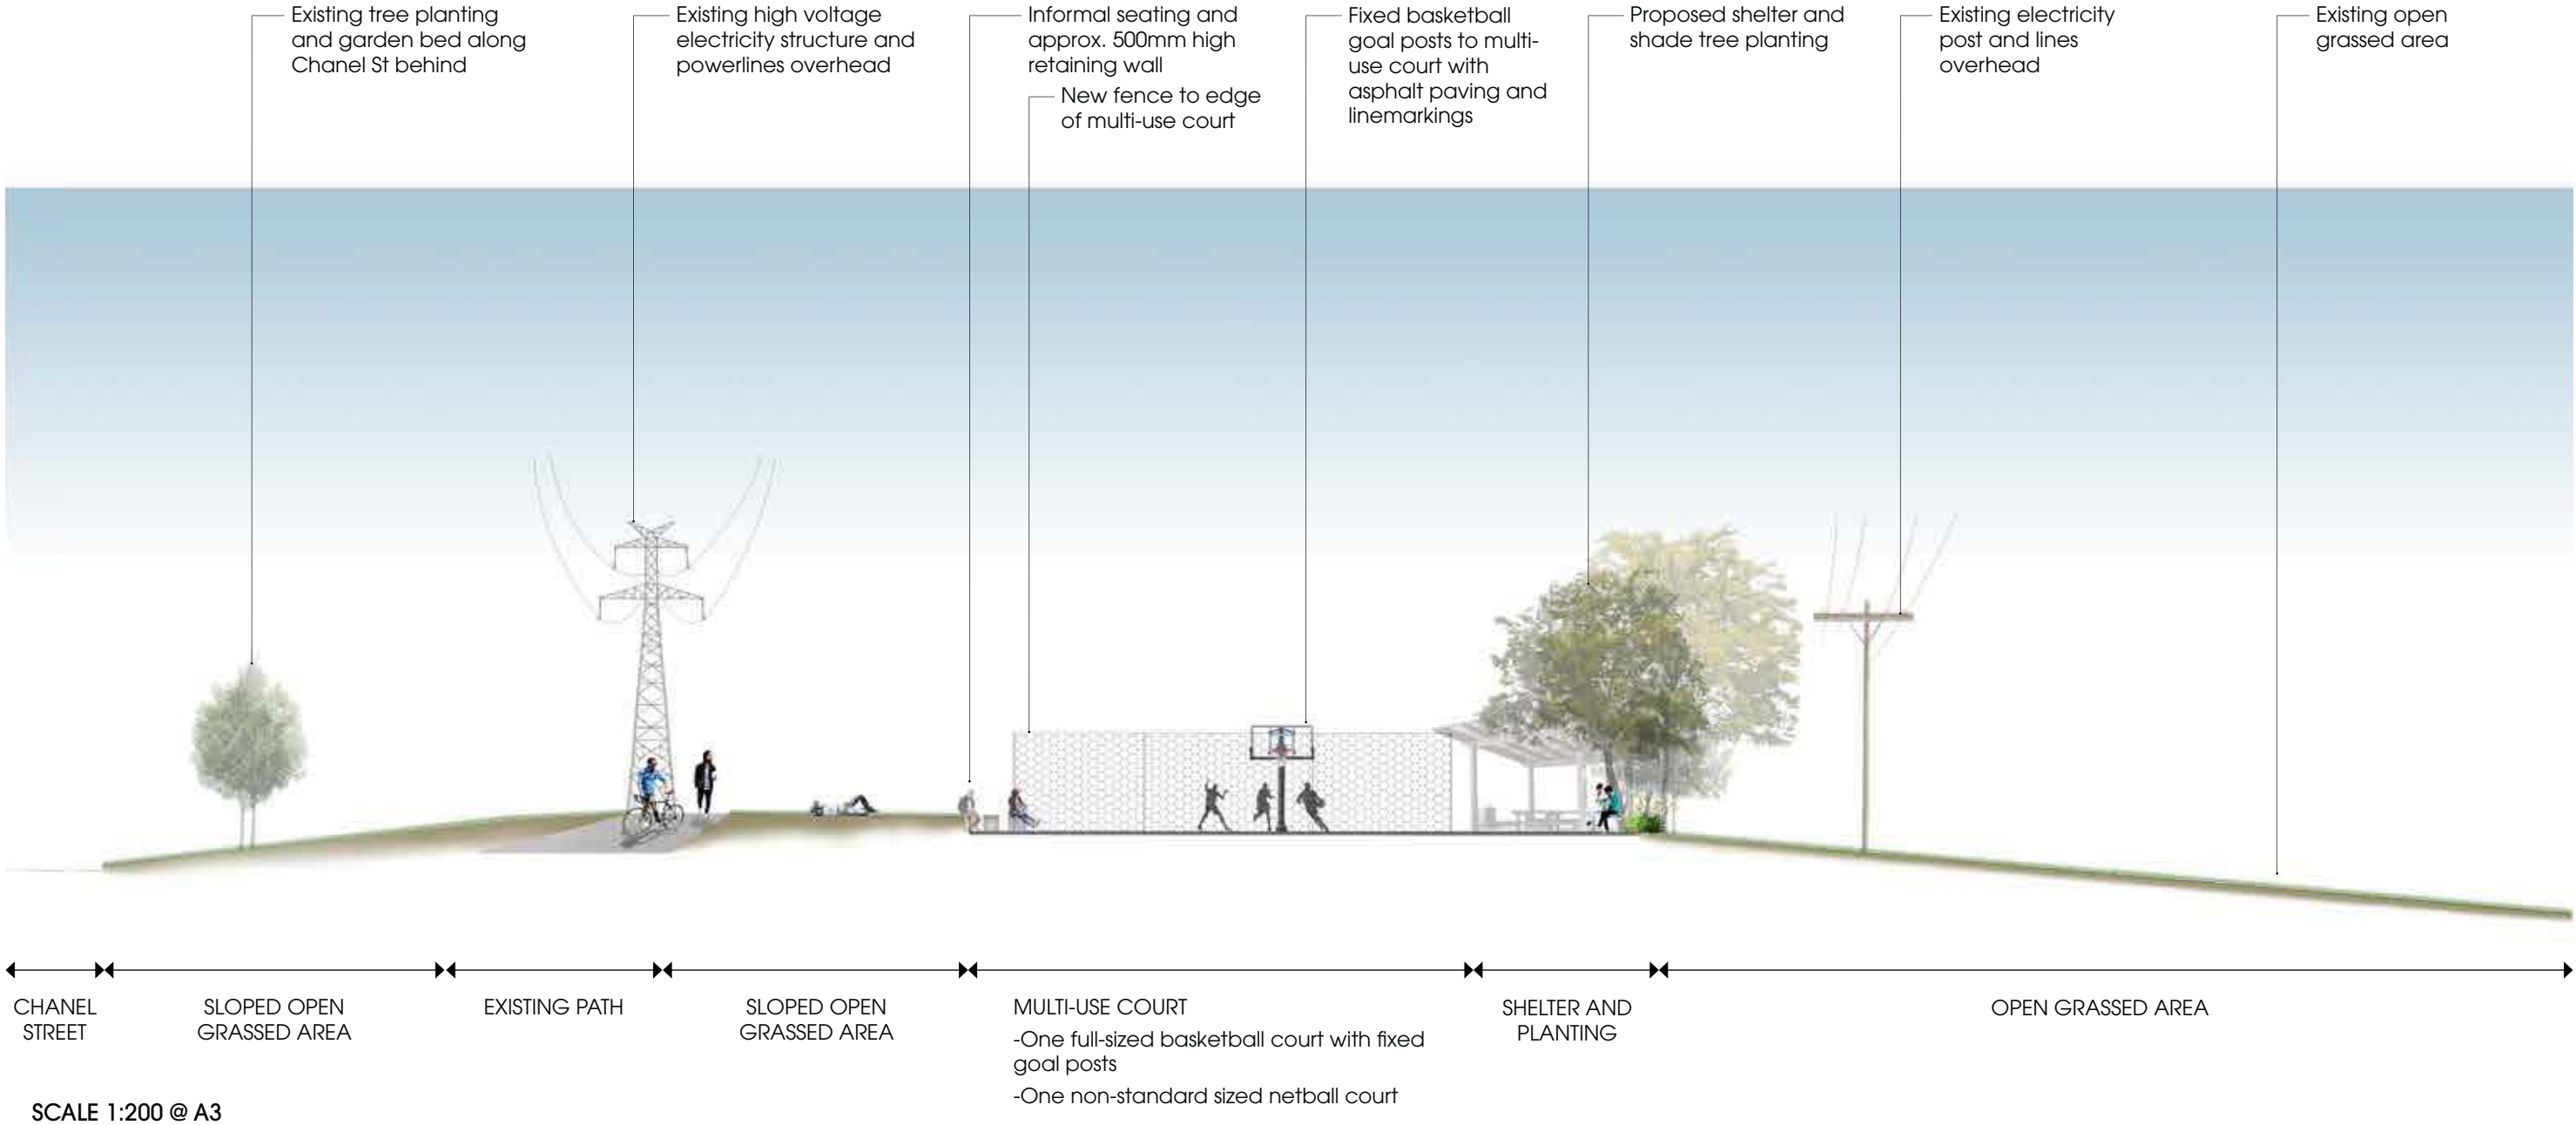 Existing tree planting
and garden bed along
Chanel St behind
Existing high voltage
electricity structure and
powerlines overhead
Informal seating and
approx. 500mm high
retaining wall
New fence to edge
of multi-use court
Fixed basketball
goal posts to multi-
use court with
asphalt paving and
linemarkings
Proposed shelter and
shade tree planting
Existing electricity
post and lines
overhead
Existing open
grassed area
CHANEL
STREET
SLOPED OPEN
GRASSED AREA
EXISTING PATH
SLOPED OPEN
GRASSED AREA
MULTI-USE COURT
-One full-sized basketball court with fixed
goal posts
-One non-standard sized netball court
SHELTER AND
PLANTING
OPEN GRASSED AREA
SCALE 1:200 @ A3